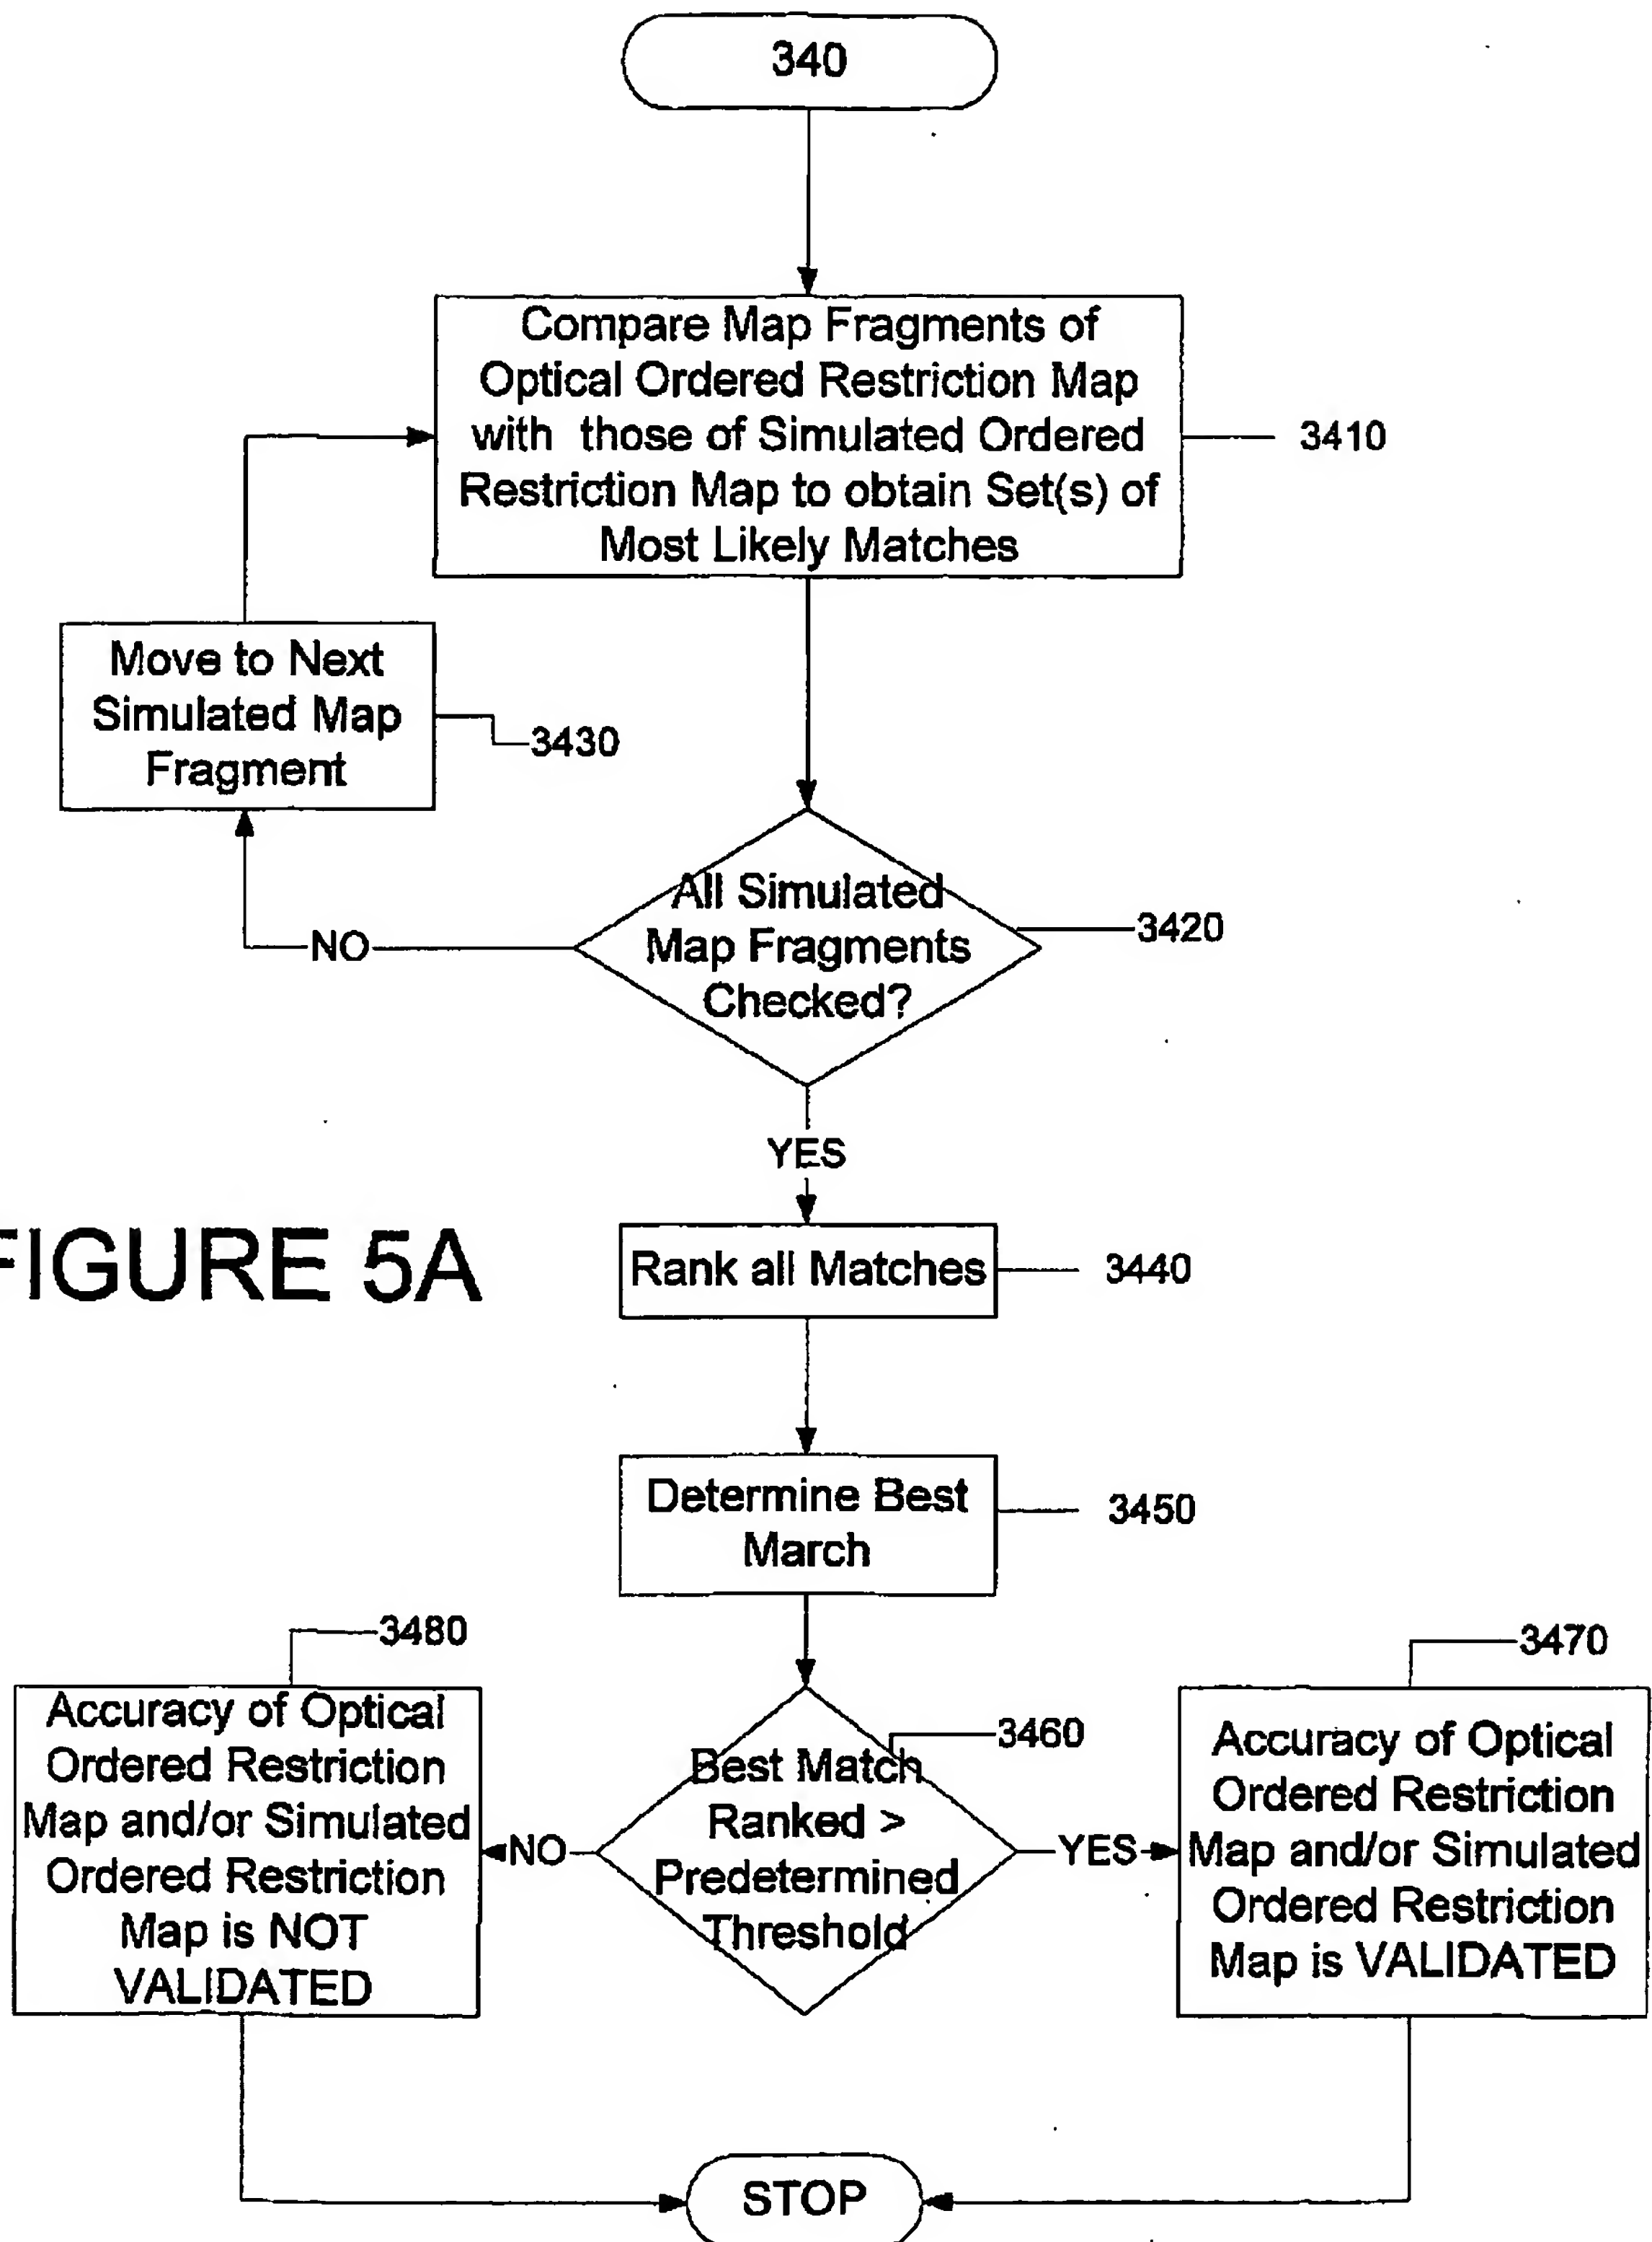 340
Compare Map Fragments of
Optical Ordered Restriction Map
with those of Simulated Ordered
Restriction Map to obtain Set(s) of
Most Likely Matches
3410
Move to Next
Simulated Map
Fragment
3430
All Simulated
Map Fragments
Checked?
3420
NO
YES
FIGURE 5A
Rank all Matches
3440
Determine Best
March
3450
3480
Accuracy of Optical
Ordered Restriction
Map and/or Simulated
Ordered Restriction
Map is NOT
VALIDATED
NO
Best Match
Ranked >
Predetermined
Threshold
3460
YES
3470
Accuracy of Optical
Ordered Restriction
Map and/or Simulated
Ordered Restriction
Map is VALIDATED
STOP